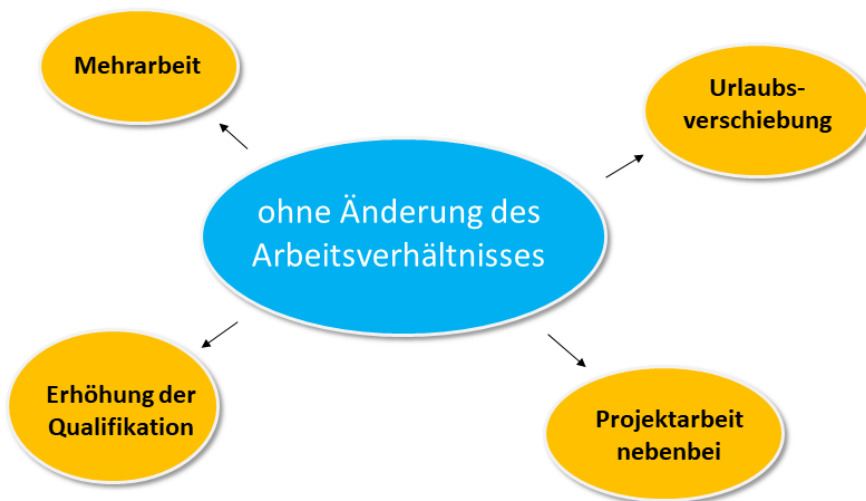 Mehrarbeit
Urlaubs-
verschiebung
ohne Änderung des
Arbeitsverhältnisses
Erhöhung der
Qualifikation
Projektarbeit
nebenbei